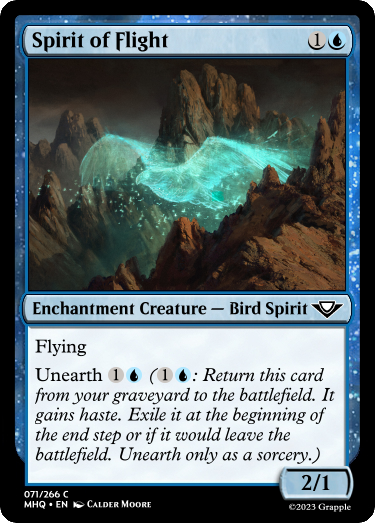 Spirit of Flight 1
Enchantment Creature — Bird Spirit
Flying
Unearth 1 (1 : Return this card
from your graveyard to the battlefield. It
gains haste. Exile it at the beginning of
the end step or if it would leave the
battlefield. Unearth only as a sorcery.)
2/1
071/266 C
MHQ • EN CALDER MOORE
©2023 Grapple